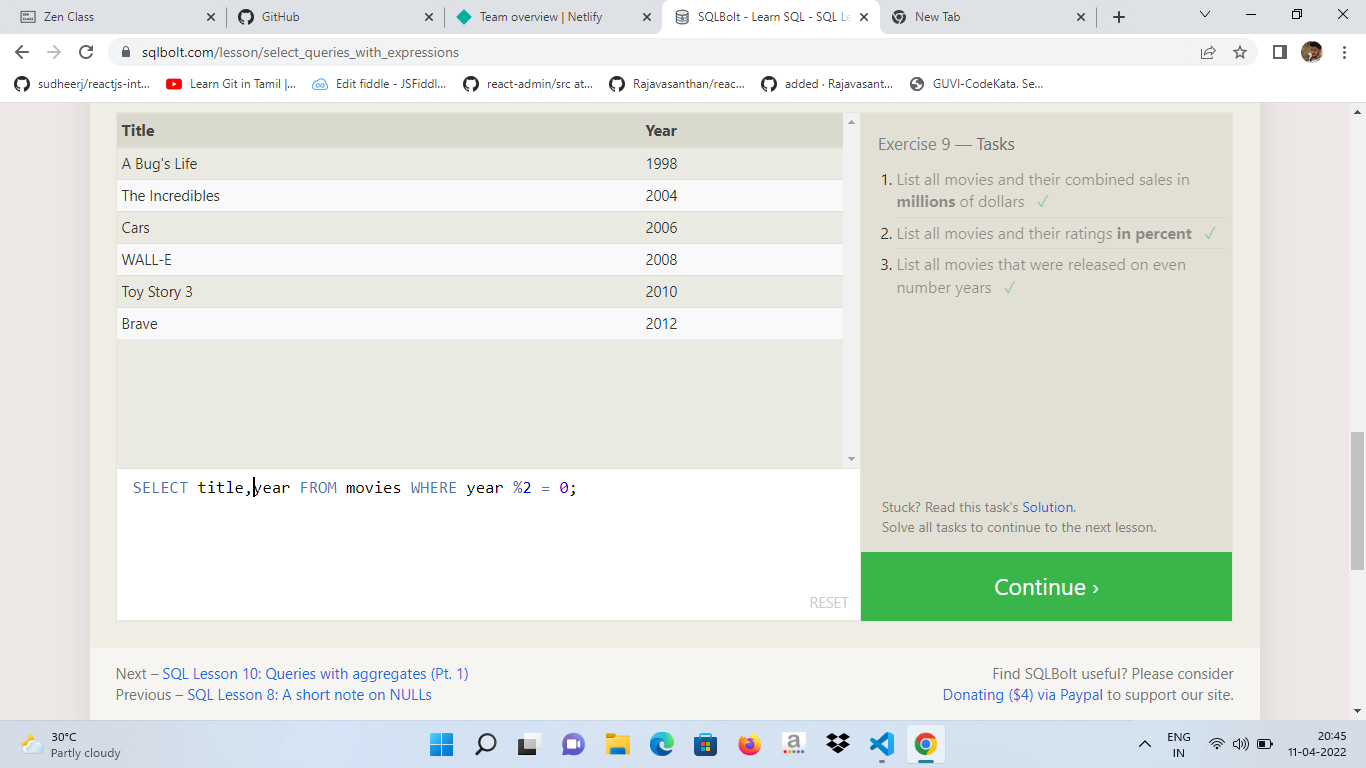 Zen Class
GitHub
Team overview | Netlify
SQLBolt - Learn SQL - SQL Le
New Tab
sqlbolt.com/lesson/select_queries_with_expressions
sudheerj/reactjs-int...
Learn Git in Tamil |...
Edit fiddle - JSFiddl...
react-admin/src at...
Rajavasanthan/reac...
added · Rajavasant...
GUVI-CodeKata. Se...
Title Year
A Bug's Life 1998
The Incredibles 2004
Cars 2006
WALL-E 2008
Toy Story 3 2010
Brave 2012
SELECT title,year FROM movies WHERE year %2 = 0;
RESET
Exercise 9 — Tasks
1. List all movies and their combined sales in
millions of dollars ✓
2. List all movies and their ratings in percent ✓
3. List all movies that were released on even
number years ✓
Stuck? Read this task's Solution.
Solve all tasks to continue to the next lesson.
Continue ›
Next – SQL Lesson 10: Queries with aggregates (Pt. 1)
Previous – SQL Lesson 8: A short note on NULLs
Find SQLBolt useful? Please consider
Donating ($4) via Paypal to support our site.
30°C
Partly cloudy
ENG
IN
20:45
11-04-2022